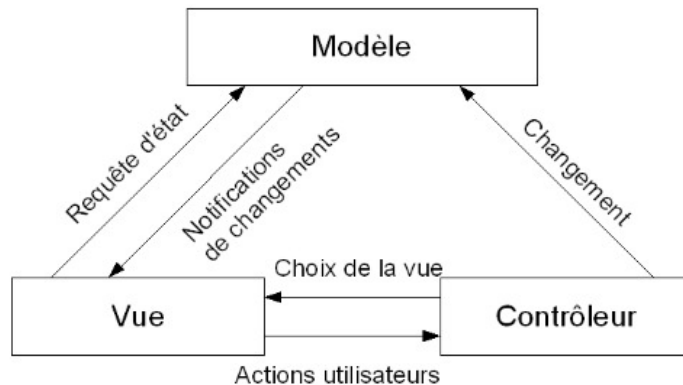 Modèle
Requête d'état
Notifications
de changements
Changement
Choix de la vue
Vue
Contrôleur
Actions utilisateurs